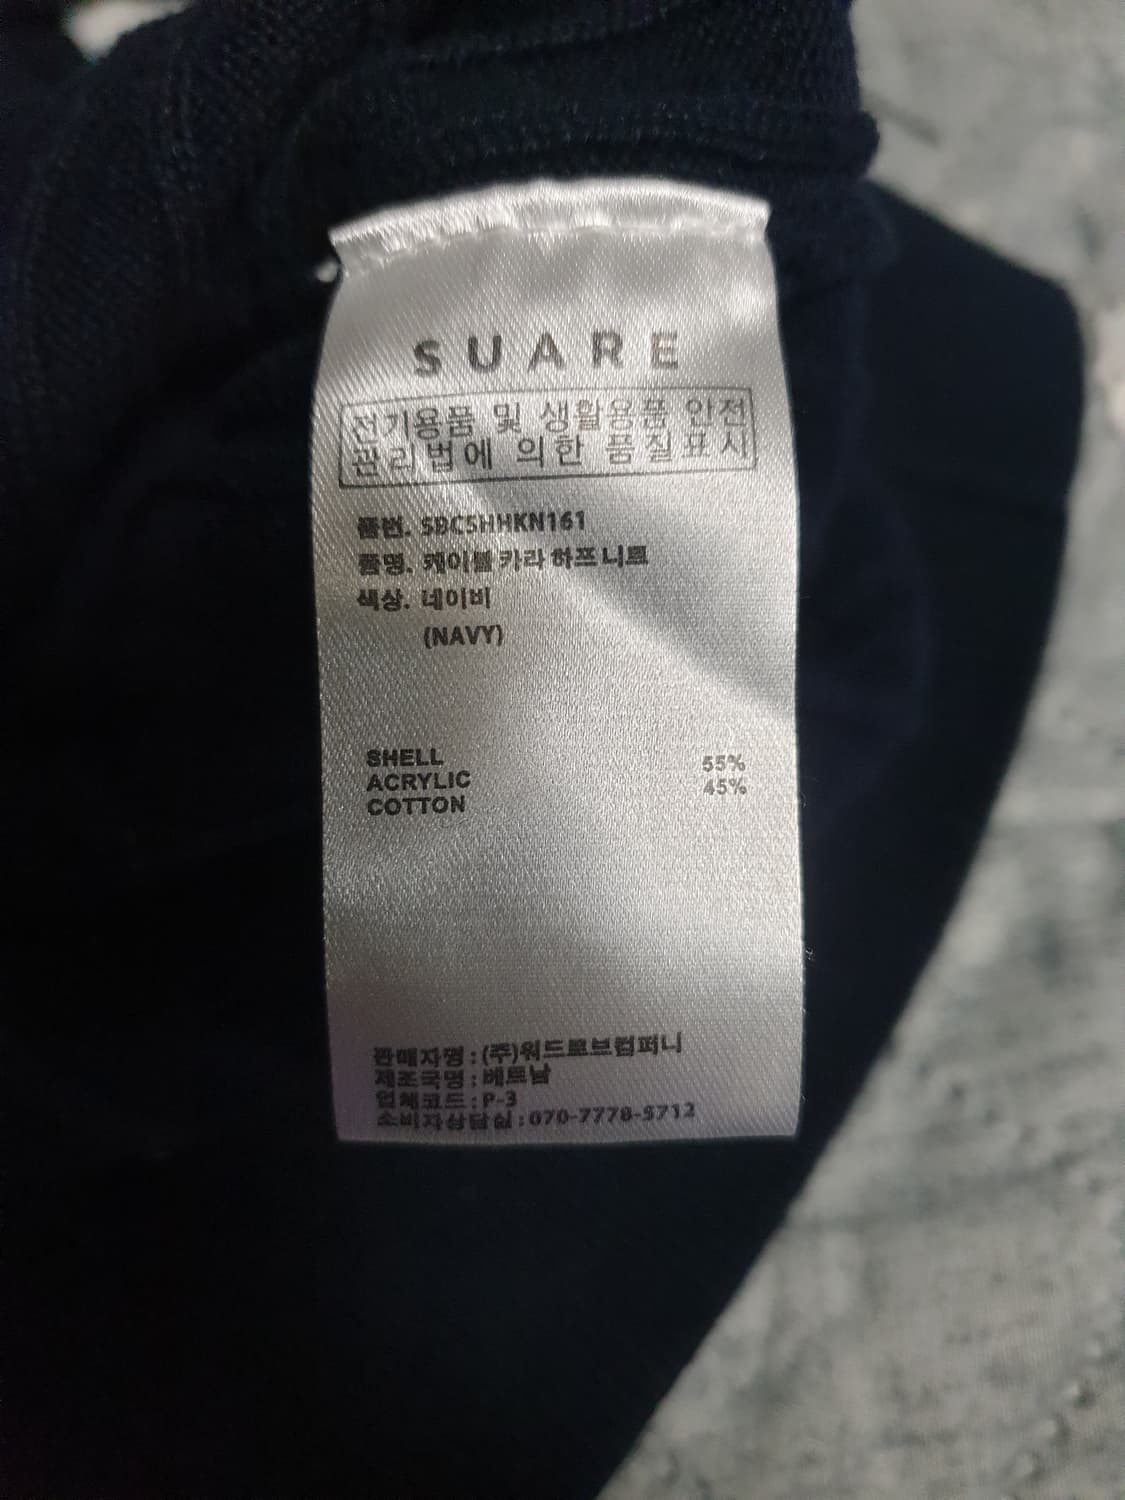 SUARE
전기용품 및 생활용품 안전
관리법에 의한 품질표시
품번. SBC5HHKN161
품명. 케이블 카라 하프 니트
색상. 네이비
(NAVY)
SHELL
ACRYLIC 55%
COTTON 45%
판매자명 : (주)워드로브컴퍼니
제조국명 : 베트남
업체코드 : P-3
소비자상담실 : 070-7778-5712